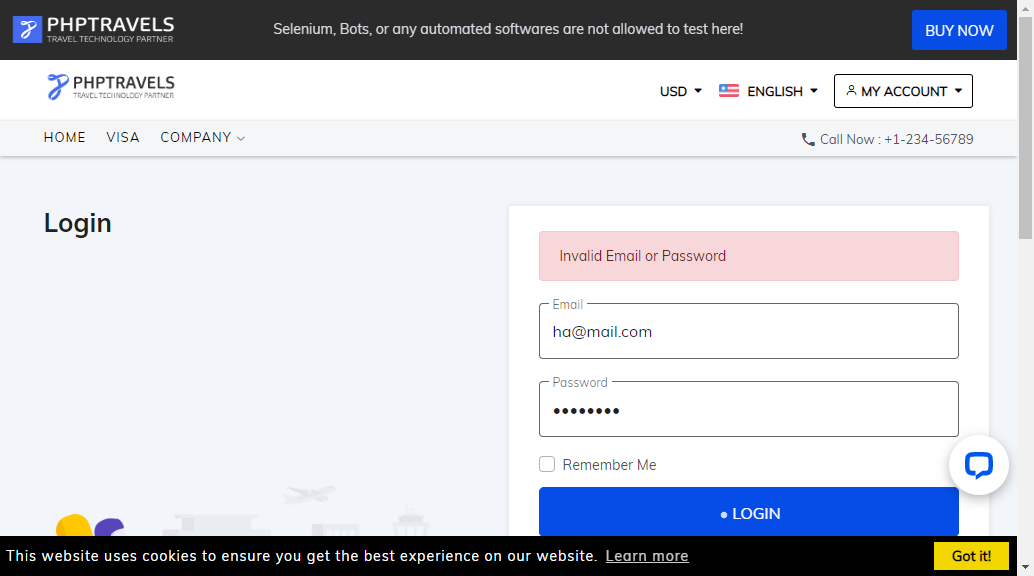 PHPTRAVELS
TRAVEL TECHNOLOGY PARTNER
Selenium, Bots, or any automated softwares are not allowed to test here!
BUY NOW
PHPTRAVELS
TRAVEL TECHNOLOGY PARTNER
USD
ENGLISH
MY ACCOUNT
HOME
VISA
COMPANY
Call Now : +1-234-56789
Login
Invalid Email or Password
Email
ha@mail.com
Password
••••••••
Remember Me
LOGIN
This website uses cookies to ensure you get the best experience on our website. Learn more
Got it!